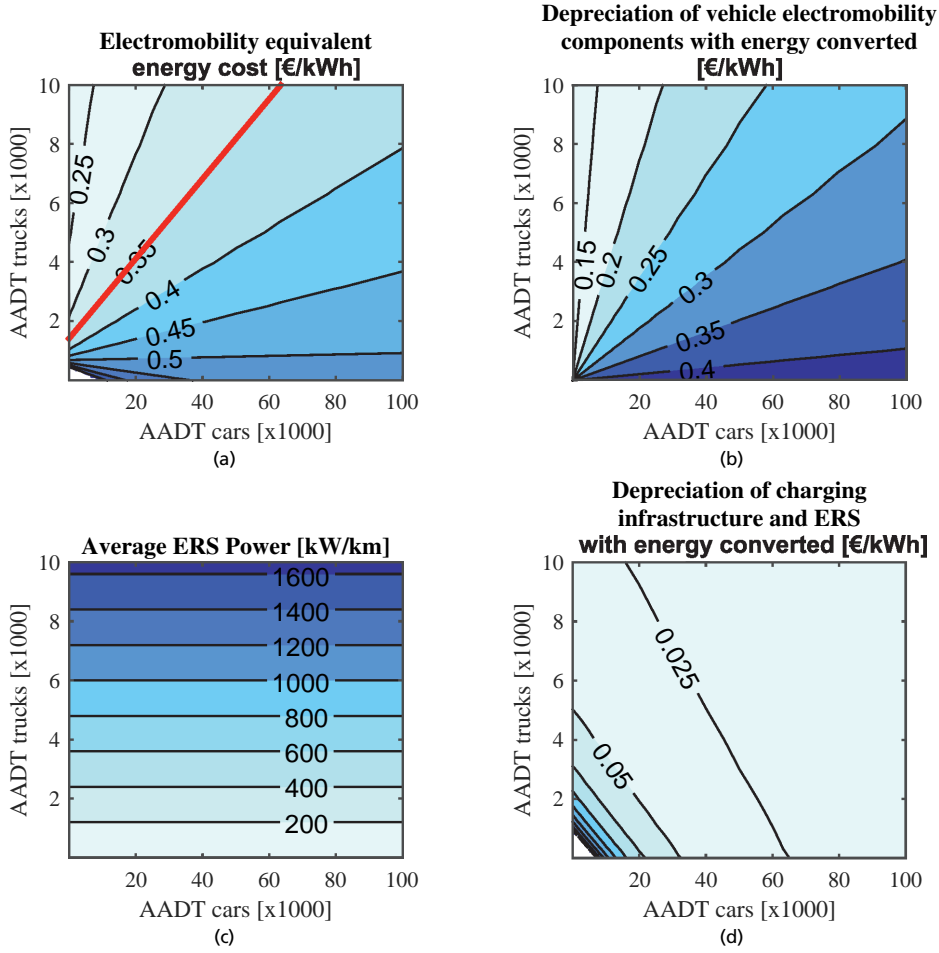 Electromobility equivalent
energy cost [€/kWh]
10
8
6
4
2
AADT trucks [x1000]
0.25
0.3
0.35
0.4
0.45
0.5
20
40
60
80
100
AADT cars [x1000]
(a)
Depreciation of vehicle electromobility
components with energy converted
[€/kWh]
10
8
6
4
2
AADT trucks [x1000]
0.15
0.2
0.25
0.3
0.35
0.4
20
40
60
80
100
AADT cars [x1000]
(b)
Average ERS Power [kW/km]
10
8
6
4
2
AADT trucks [x1000]
1600
1400
1200
1000
800
600
400
200
20
40
60
80
100
AADT cars [x1000]
(c)
Depreciation of charging
infrastructure and ERS
with energy converted [€/kWh]
10
8
6
4
2
AADT trucks [x1000]
0.025
0.05
20
40
60
80
100
AADT cars [x1000]
(d)